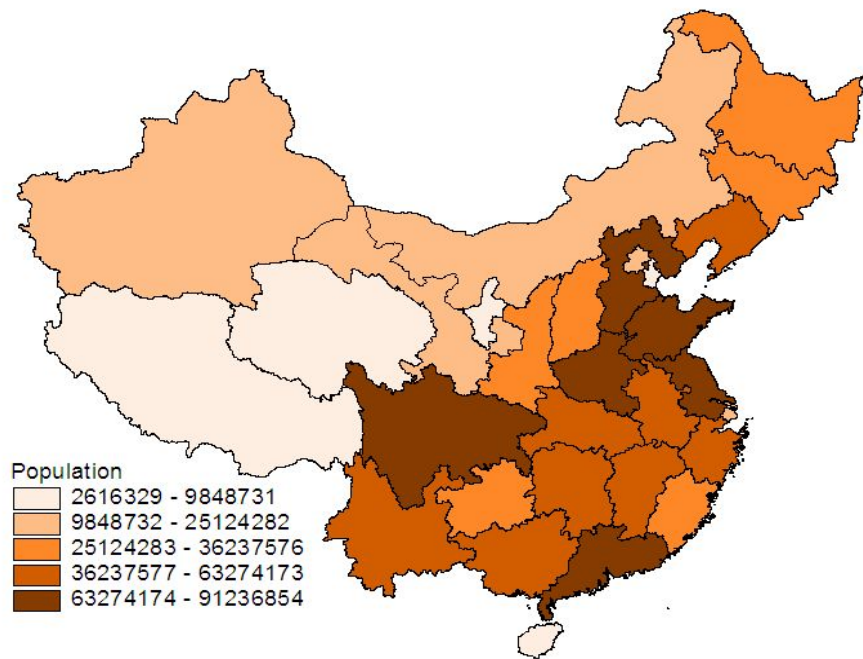 Population
2616329 - 9848731
9848732 - 25124282
25124283 - 36237576
36237577 - 63274173
63274174 - 91236854